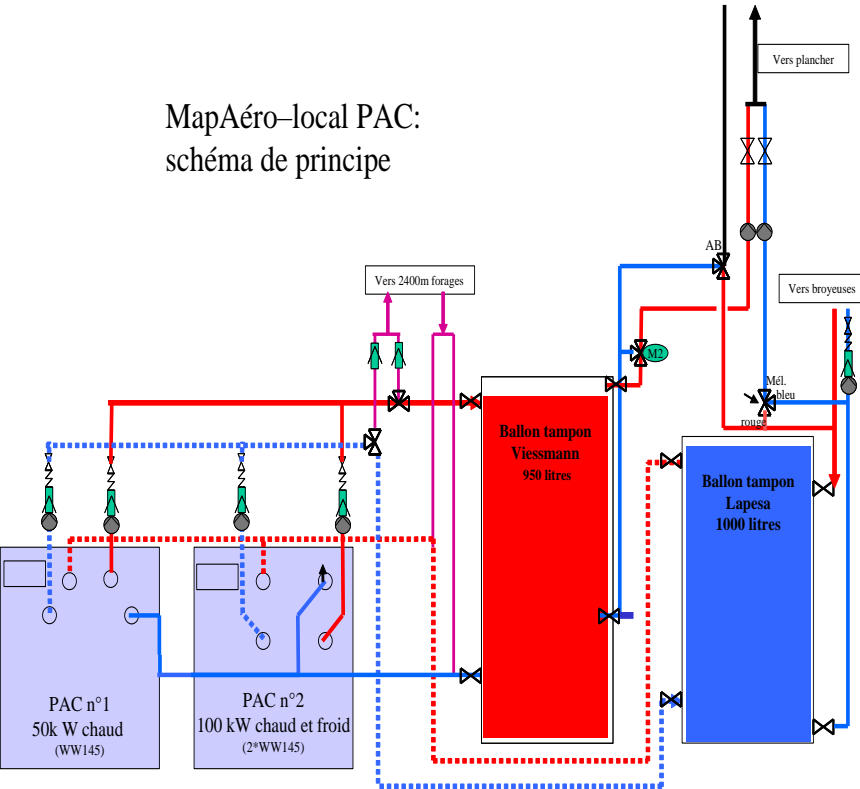 Vers plancher
MapAéro–local PAC:
schéma de principe
AB
Vers 2400m forages
Vers broyeuses
M2
Mél.
bleu
rouge
Ballon tampon
Viessmann
950 litres
Ballon tampon
Lapesa
1000 litres
PAC n°1
50k W chaud
(WW145)
PAC n°2
100 kW chaud et froid
(2*WW145)